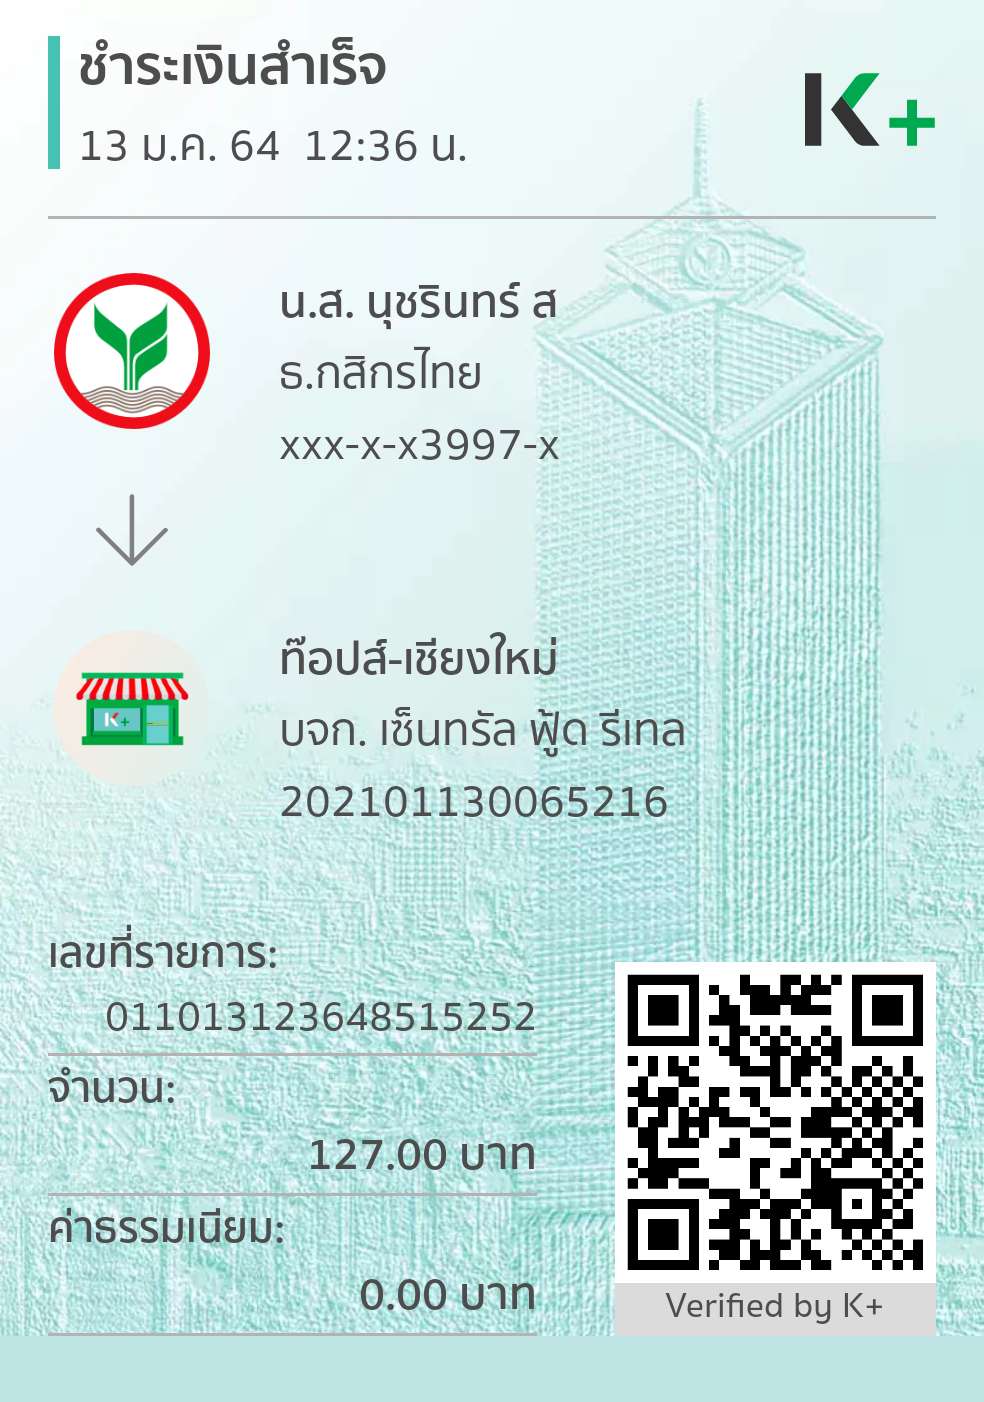 ชำระเงินสำเร็จ
13 ม.ค. 64 12:36 น.
K+
น.ส. นุชรินทร์ ส
ธ.กสิกรไทย
xxx-x-x3997-x
ท๊อปส์-เชียงใหม่
บจก. เซ็นทรัล ฟู้ด รีเทล
202101130065216
K+
เลขที่รายการ:
011013123648515252
จำนวน:
127.00 บาท
ค่าธรรมเนียม:
0.00 บาท
Verified by K+